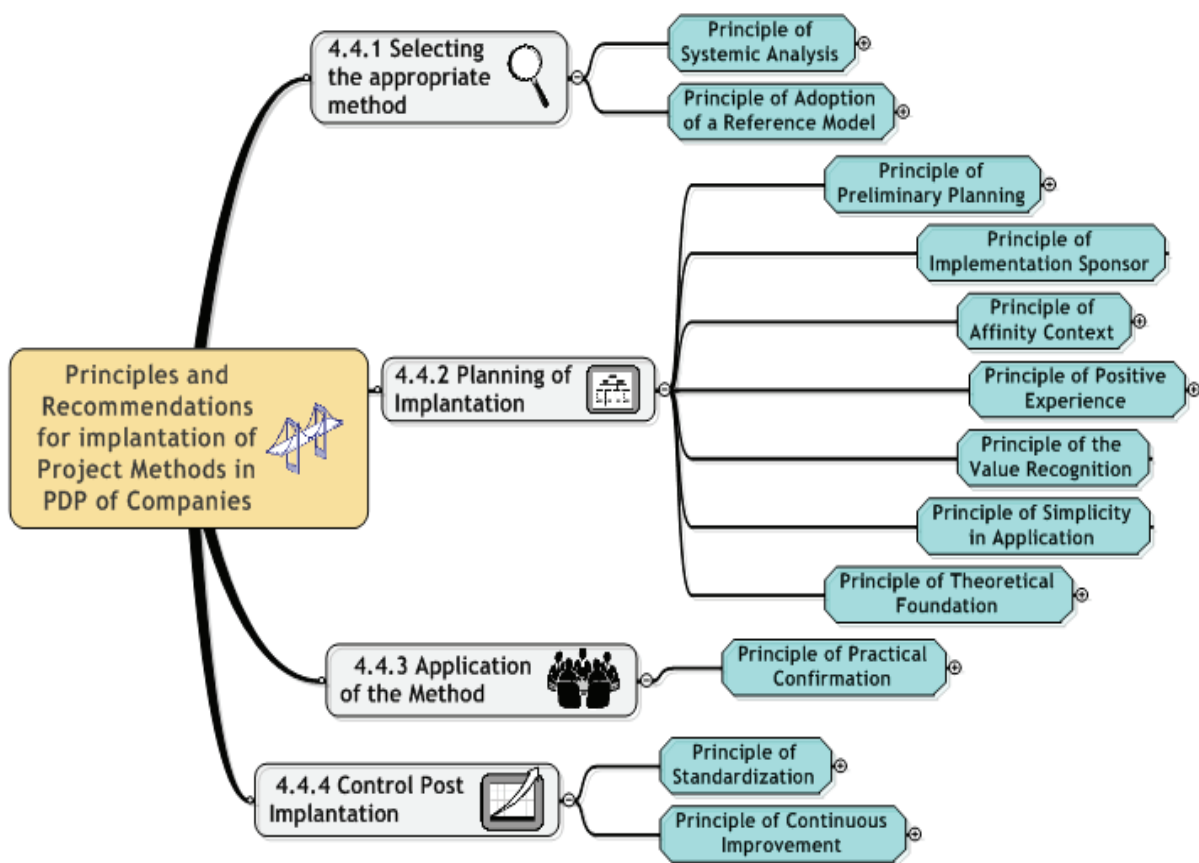 Principles and
Recommendations
for implantation of
Project Methods in
PDP of Companies
4.4.1 Selecting
the appropriate
method
Principle of
Systemic Analysis
Principle of Adoption
of a Reference Model
4.4.2 Planning of
Implantation
Principle of
Preliminary Planning
Principle of
Implementation Sponsor
Principle of
Affinity Context
Principle of Positive
Experience
Principle of the
Value Recognition
Principle of Simplicity
in Application
Principle of Theoretical
Foundation
4.4.3 Application
of the Method
Principle of Practical
Confirmation
4.4.4 Control Post
Implantation
Principle of
Standardization
Principle of Continuous
Improvement